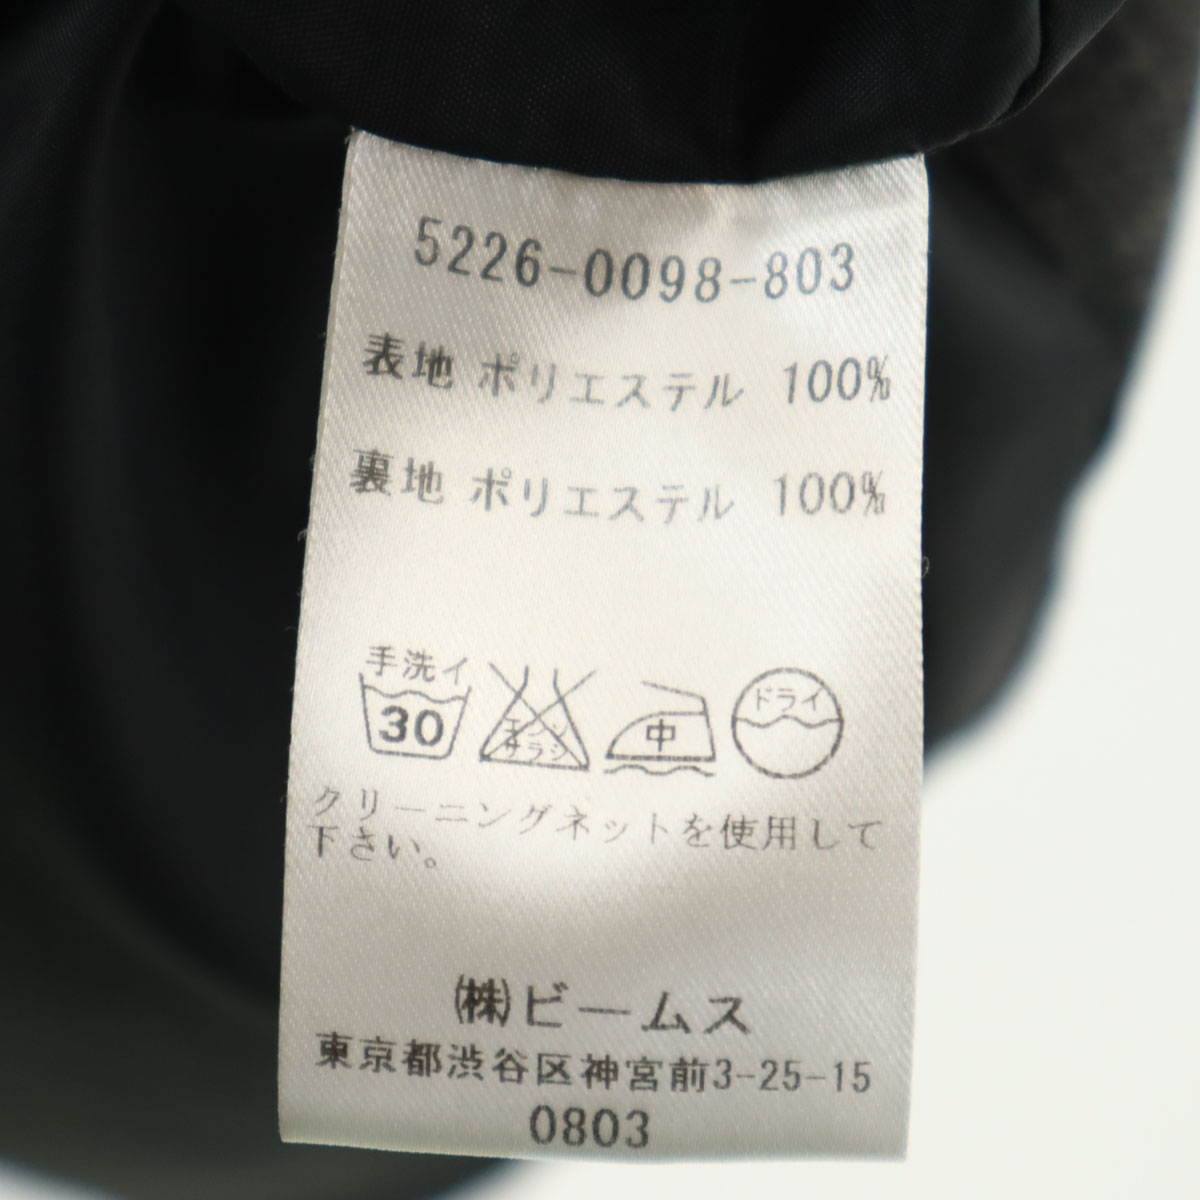 5226-0098-803
表地 ポリエステル 100%
裏地 ポリエステル 100%
手洗イ
30
エンソ
サラシ
中
ドライ
クリーニングネットを使用して
下さい。
㈱ビームス
東京都渋谷区神宮前3-25-15
0803